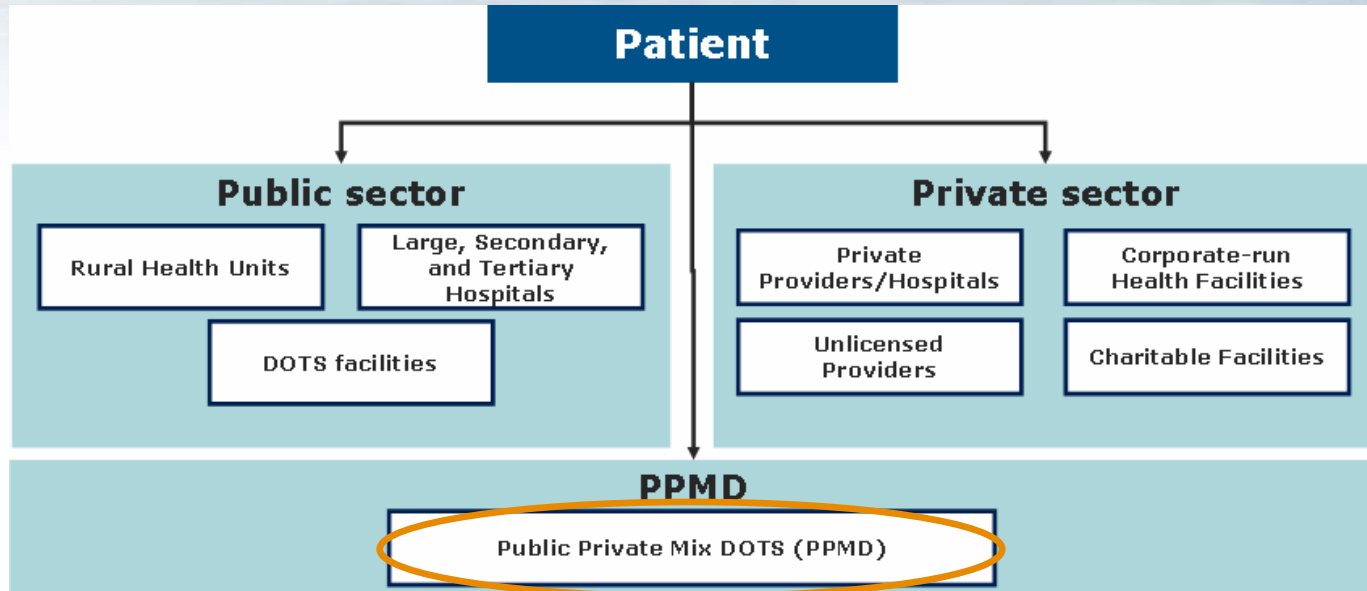 Patient
Public sector
Rural Health Units
Large, Secondary,
and Tertiary
Hospitals
DOTS facilities
Private sector
Private
Providers/Hospitals
Corporate-run
Health Facilities
Unlicensed
Providers
Charitable Facilities
PPMD
Public Private Mix DOTS (PPMD)